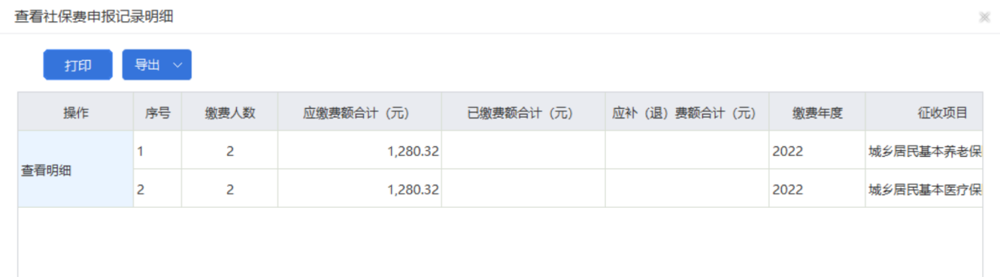 查看社保费申报记录明细
打印 导出
操作 序号 缴费人数 应缴费额合计（元） 已缴费额合计（元） 应补（退）费额合计（元） 缴费年度 征收项目
查看明细
1 2 1,280.32 2022 城乡居民基本养老保
2 2 1,280.32 2022 城乡居民基本医疗保